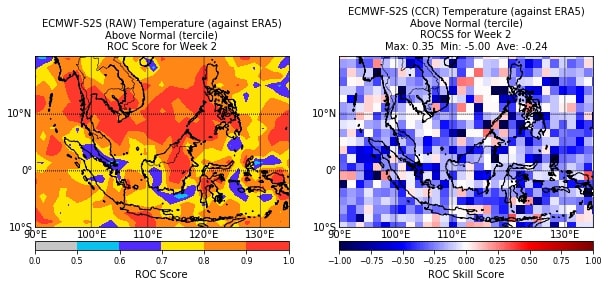 ECMWF-S2S (RAW) Temperature (against ERA5)
Above Normal (tercile)
ROC Score for Week 2
10°N
0°
10°S
90°E 100°E 110°E 120°E 130°E
0.0 0.5 0.6 0.7 0.8 0.9 1.0
ROC Score
ECMWF-S2S (CCR) Temperature (against ERA5)
Above Normal (tercile)
ROCSS for Week 2
Max: 0.35 Min: -5.00 Ave: -0.24
10°N
0°
10°S
90°E 100°E 110°E 120°E 130°E
−1.00 −0.75 −0.50 −0.25 0.00 0.25 0.50 0.75 1.00
ROC Skill Score